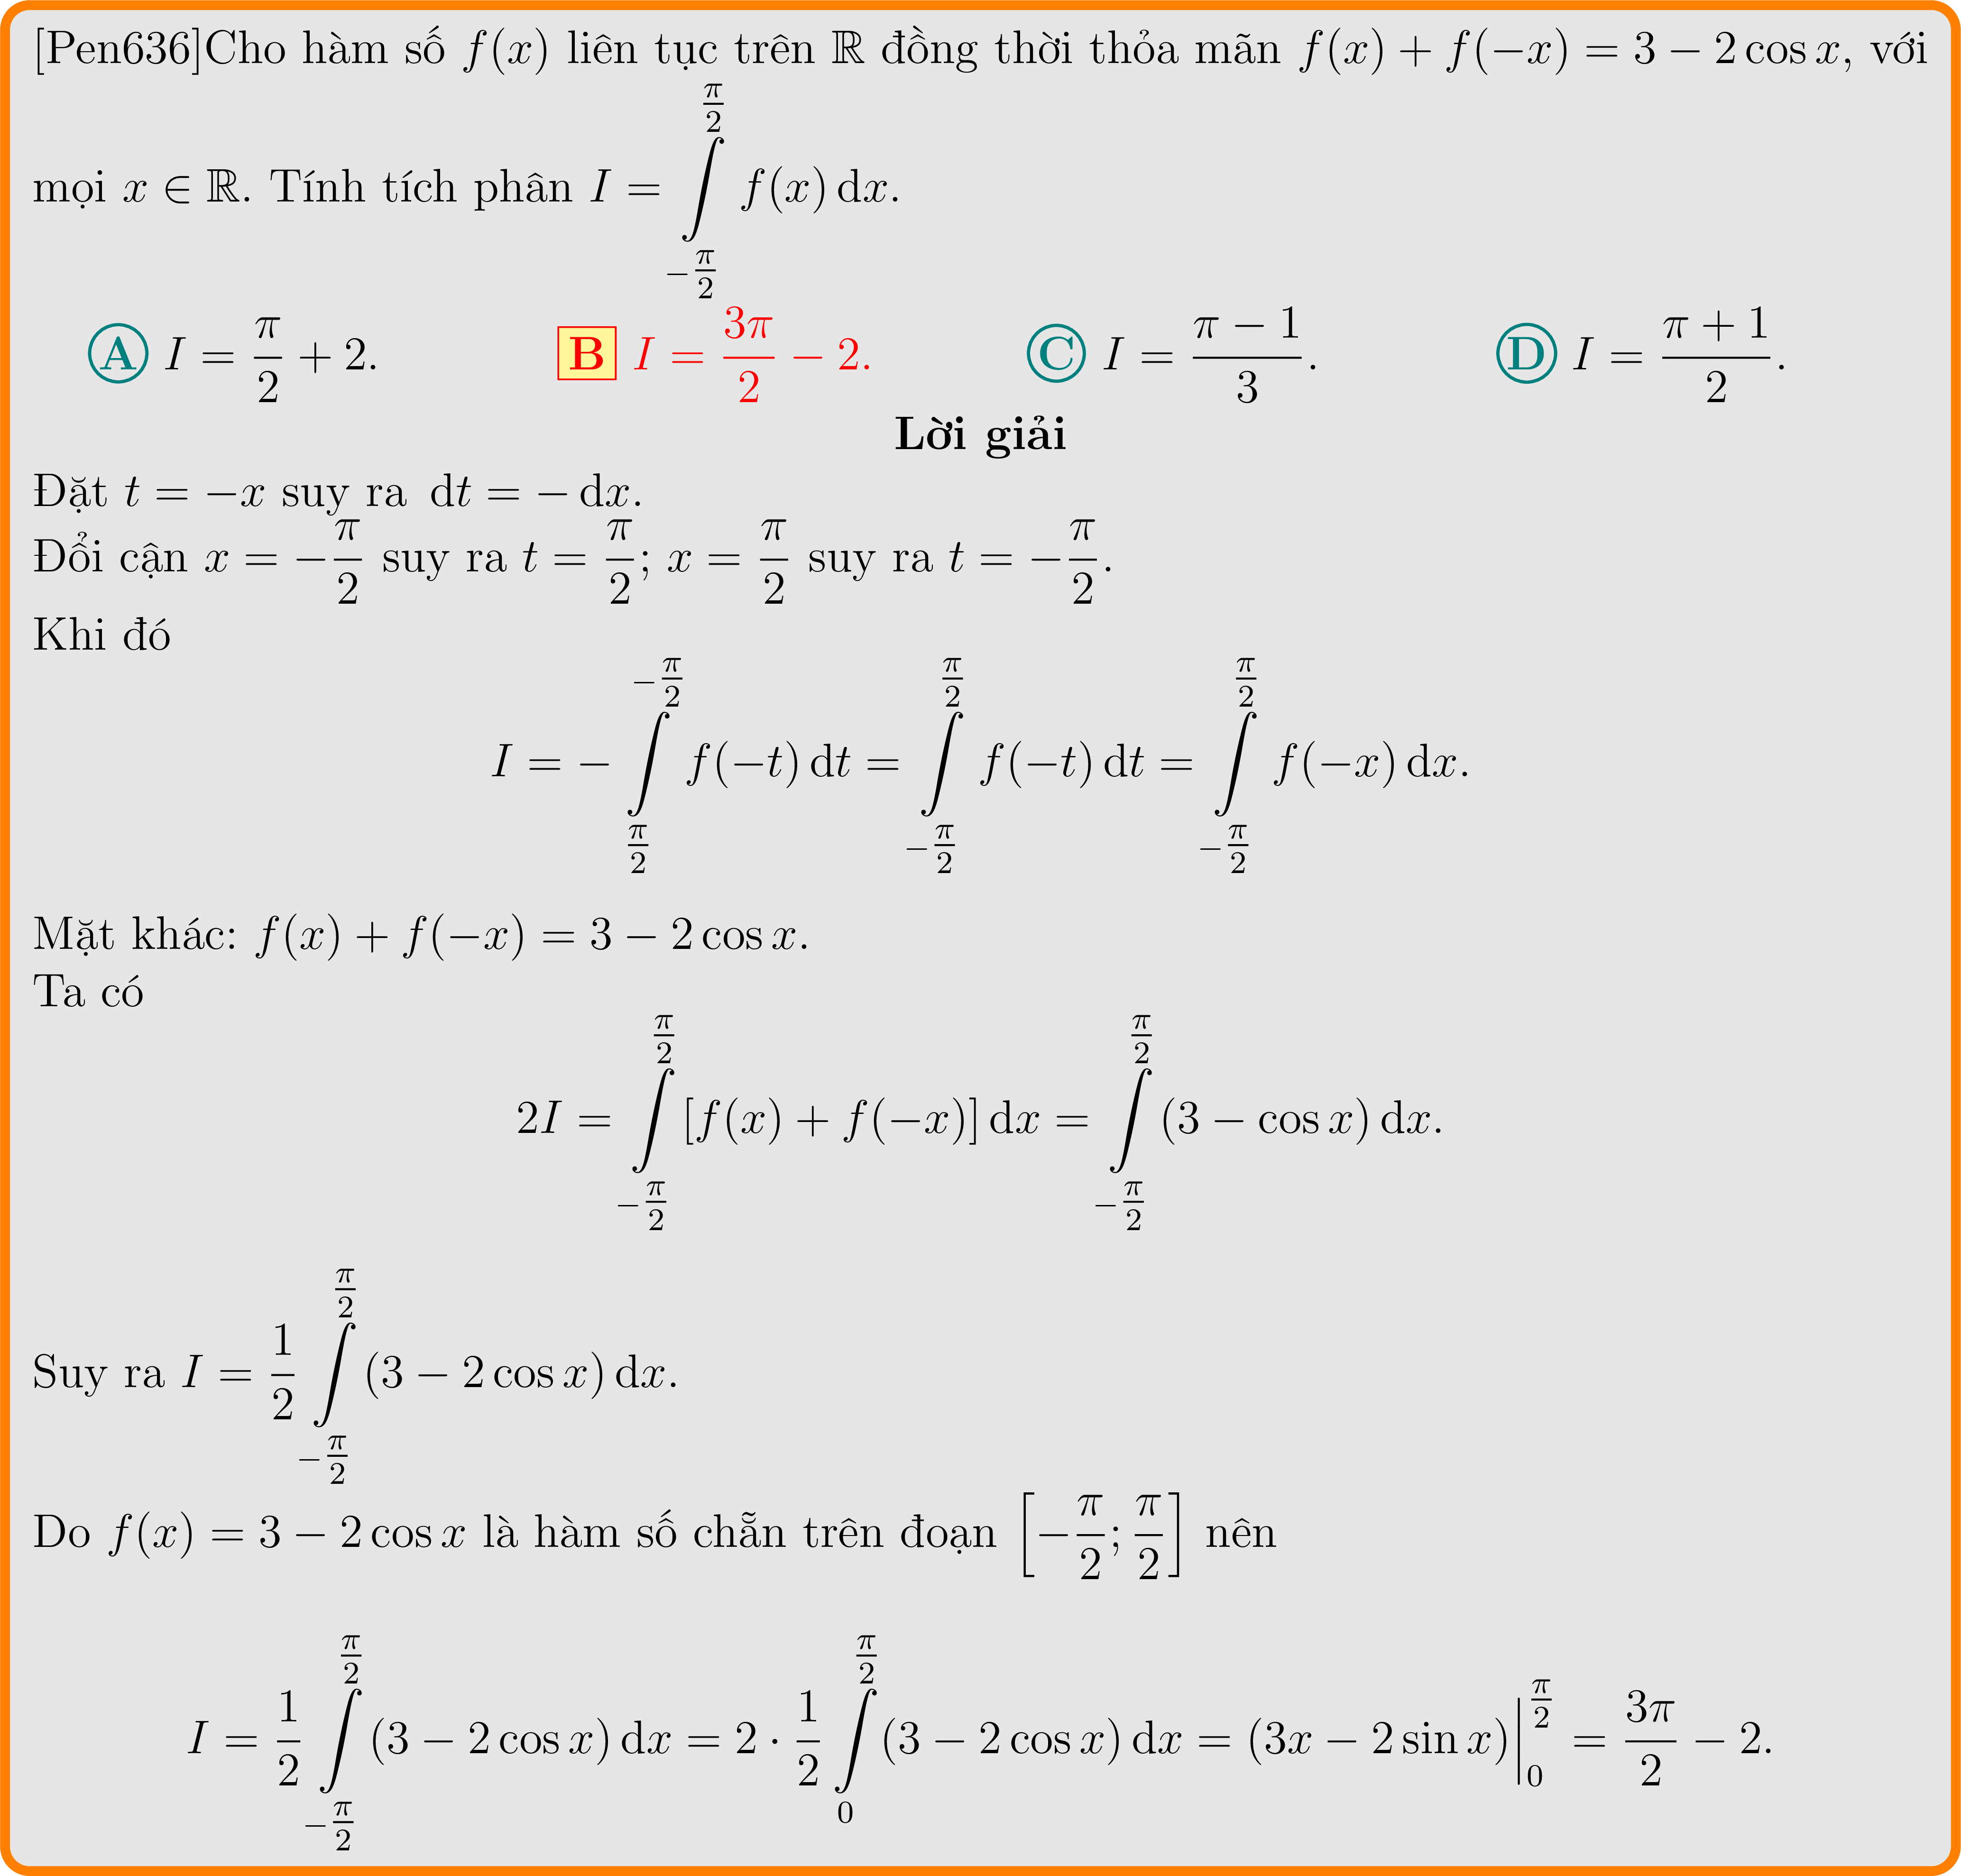 [Pen636]Cho hàm số $f(x)$ liên tục trên $\mathbb{R}$ đồng thời thỏa mãn $f(x) + f(-x) = 3 - 2\cos x$, với
mọi $x \in \mathbb{R}$. Tính tích phân $I = \int\limits_{-\frac{\pi}{2}}^{\frac{\pi}{2}} f(x)\,\mathrm{d}x$.
A $I = \frac{\pi}{2} + 2$. B $I = \frac{3\pi}{2} - 2$. C $I = \frac{\pi - 1}{3}$. D $I = \frac{\pi + 1}{2}$.
Lời giải
Đặt $t = -x$ suy ra $\mathrm{d}t = -\mathrm{d}x$.
Đổi cận $x = -\frac{\pi}{2}$ suy ra $t = \frac{\pi}{2}$; $x = \frac{\pi}{2}$ suy ra $t = -\frac{\pi}{2}$.
Khi đó
$I = -\int\limits_{\frac{\pi}{2}}^{-\frac{\pi}{2}} f(-t)\,\mathrm{d}t = \int\limits_{-\frac{\pi}{2}}^{\frac{\pi}{2}} f(-t)\,\mathrm{d}t = \int\limits_{-\frac{\pi}{2}}^{\frac{\pi}{2}} f(-x)\,\mathrm{d}x.$
Mặt khác: $f(x) + f(-x) = 3 - 2\cos x$.
Ta có
$2I = \int\limits_{-\frac{\pi}{2}}^{\frac{\pi}{2}} [f(x) + f(-x)]\,\mathrm{d}x = \int\limits_{-\frac{\pi}{2}}^{\frac{\pi}{2}} (3 - \cos x)\,\mathrm{d}x.$
Suy ra $I = \frac{1}{2}\int\limits_{-\frac{\pi}{2}}^{\frac{\pi}{2}} (3 - 2\cos x)\,\mathrm{d}x$.
Do $f(x) = 3 - 2\cos x$ là hàm số chẵn trên đoạn $\left[-\frac{\pi}{2}; \frac{\pi}{2}\right]$ nên
$I = \frac{1}{2}\int\limits_{-\frac{\pi}{2}}^{\frac{\pi}{2}} (3 - 2\cos x)\,\mathrm{d}x = 2 \cdot \frac{1}{2}\int\limits_{0}^{\frac{\pi}{2}} (3 - 2\cos x)\,\mathrm{d}x = (3x - 2\sin x)\Big|_{0}^{\frac{\pi}{2}} = \frac{3\pi}{2} - 2.$